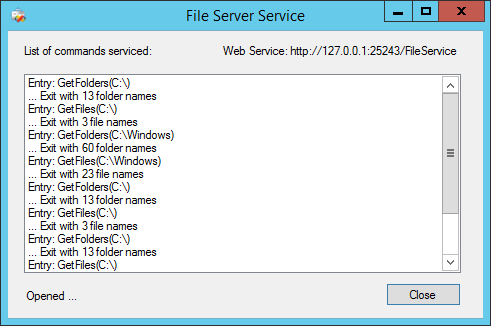 File Server Service
List of commands serviced: Web Service: http://127.0.0.1:25243/FileService
Entry: GetFolders(C:\)
... Exit with 13 folder names
Entry: GetFiles(C:\)
... Exit with 3 file names
Entry: GetFolders(C:\Windows)
... Exit with 60 folder names
Entry: GetFiles(C:\Windows)
... Exit with 23 file names
Entry: GetFolders(C:\)
... Exit with 13 folder names
Entry: GetFiles(C:\)
... Exit with 3 file names
Entry: GetFolders(C:\)
... Exit with 13 folder names
Entry: GetFiles(C:\)
Opened ... Close